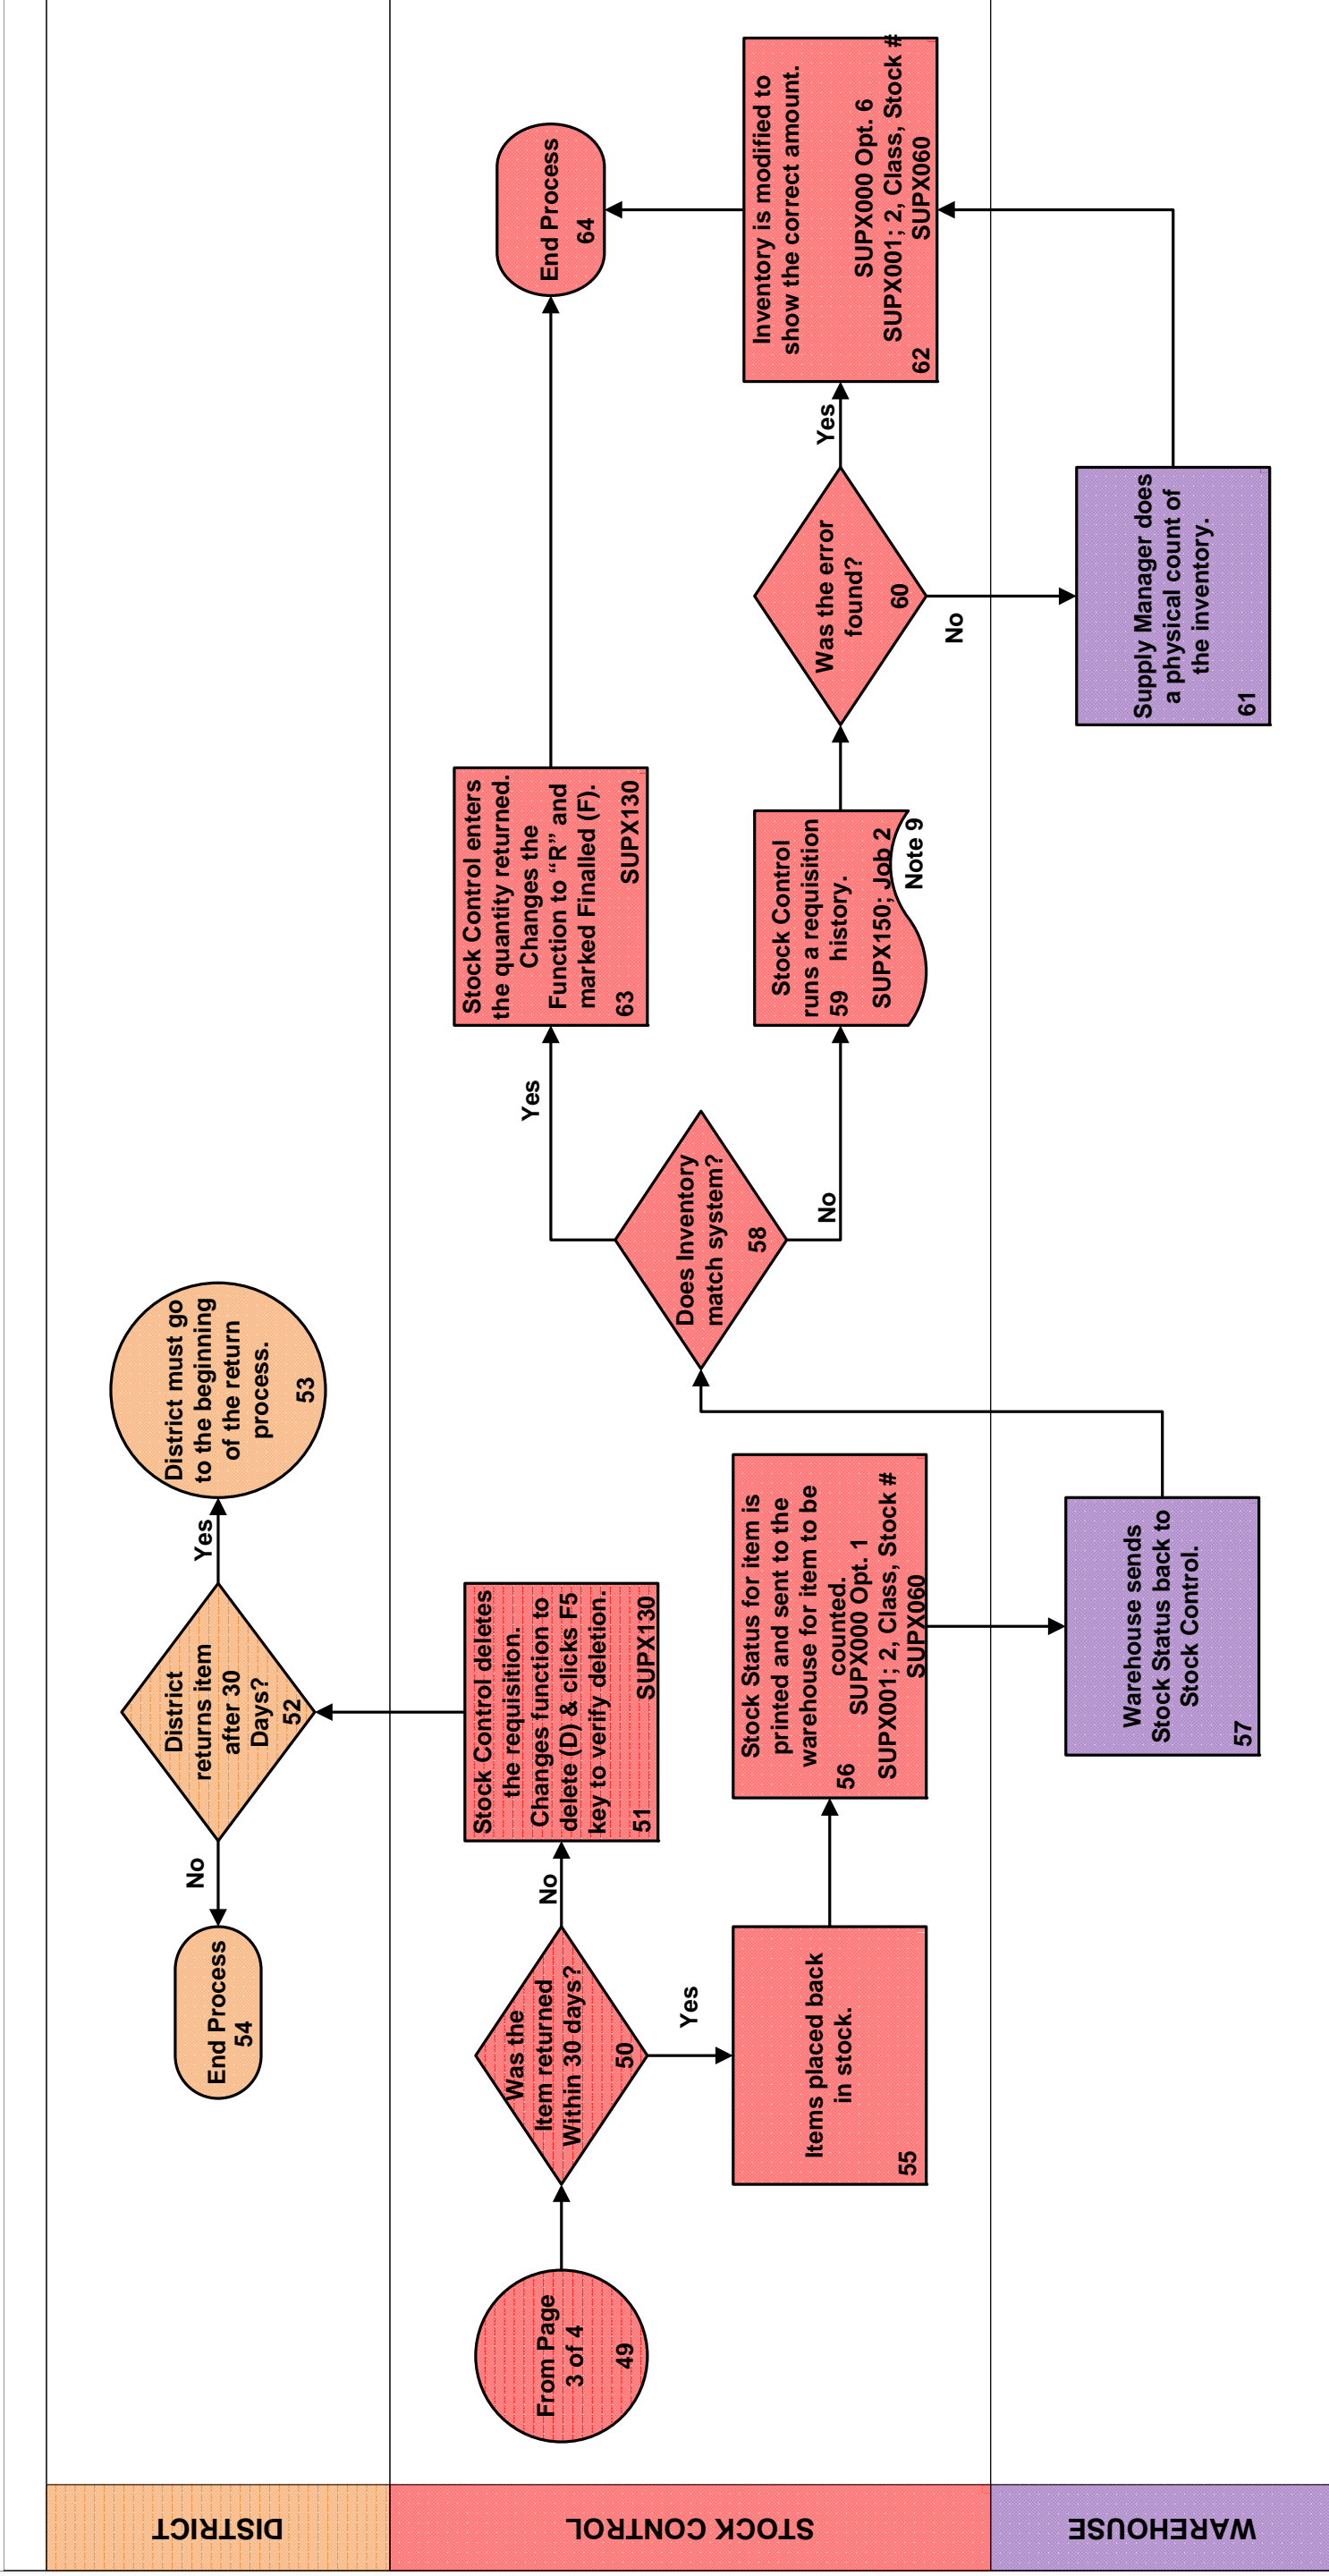 DISTRICT
End Process
54
No
District
returns item
after 30
Days?
52
Yes
District must go
to the beginning
of the return
process.
53
STOCK CONTROL
From Page
3 of 4
49
Was the
Item returned
Within 30 days?
50
No
Stock Control deletes
the requisition.
Changes function to
delete (D) & clicks F5
key to verify deletion.
51 SUPX130
Yes
Items placed back
in stock.
55
Stock Status for item is
printed and sent to the
warehouse for item to be
counted.
56 SUPX000 Opt. 1
SUPX001; 2, Class, Stock #
SUPX060
Does Inventory
match system?
58
Yes
Stock Control enters
the quantity returned.
Changes the
Function to “R” and
marked Finalled (F).
63 SUPX130
No
Stock Control
runs a requisition
59 history.
SUPX150; Job 2
Note 9
Was the error
found?
60
Yes
No
Inventory is modified to
show the correct amount.
SUPX000 Opt. 6
SUPX001; 2, Class, Stock #
62 SUPX060
End Process
64
WAREHOUSE
Warehouse sends
Stock Status back to
Stock Control.
57
Supply Manager does
a physical count of
the inventory.
61